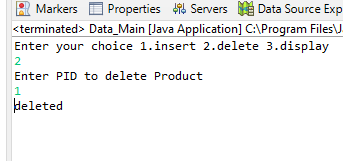 Markers Properties Servers Data Source Exp
<terminated> Data_Main [Java Application] C:\Program Files\J
Enter your choice 1.insert 2.delete 3.display
2
Enter PID to delete Product
1
deleted